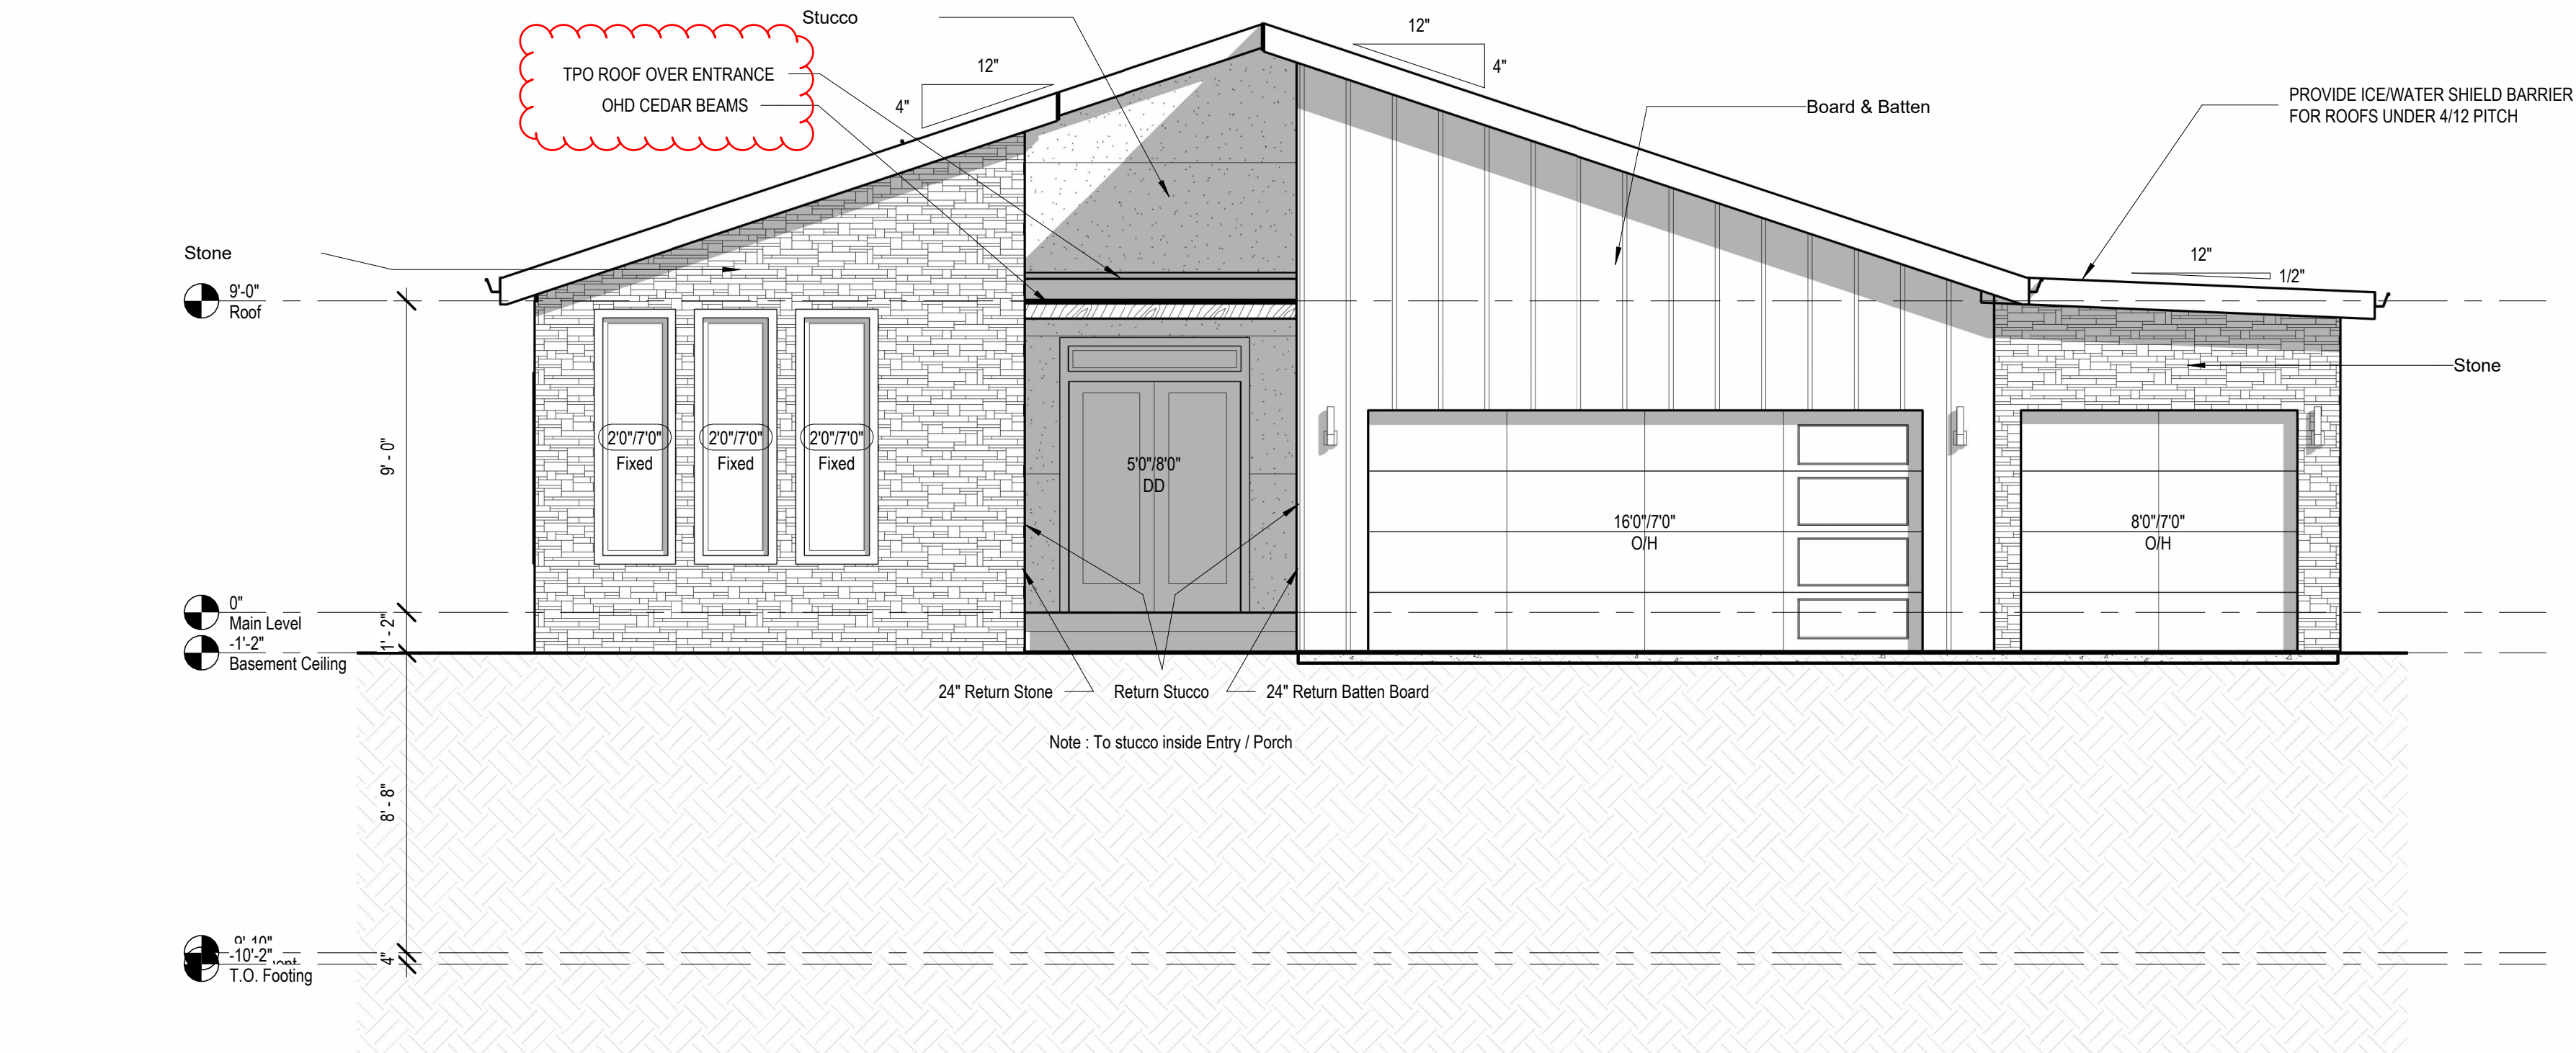 Stucco
12"
TPO ROOF OVER ENTRANCE
OHD CEDAR BEAMS
12"
4"
4"
PROVIDE ICE/WATER SHIELD BARRIER
FOR ROOFS UNDER 4/12 PITCH
Board & Batten
Stone
12"
1/2"
9'-0"
Roof
Stone
2'0"/7'0"
Fixed
2'0"/7'0"
Fixed
2'0"/7'0"
Fixed
9' - 0"
5'0"/8'0"
DD
16'0"/7'0"
O/H
8'0"/7'0"
O/H
0"
Main Level
1' - 2"
-1'-2"
Basement Ceiling
24" Return Stone
Return Stucco
24" Return Batten Board
Note : To stucco inside Entry / Porch
8' - 8"
-9'-10"
-10'-2"
4"
T.O. Footing